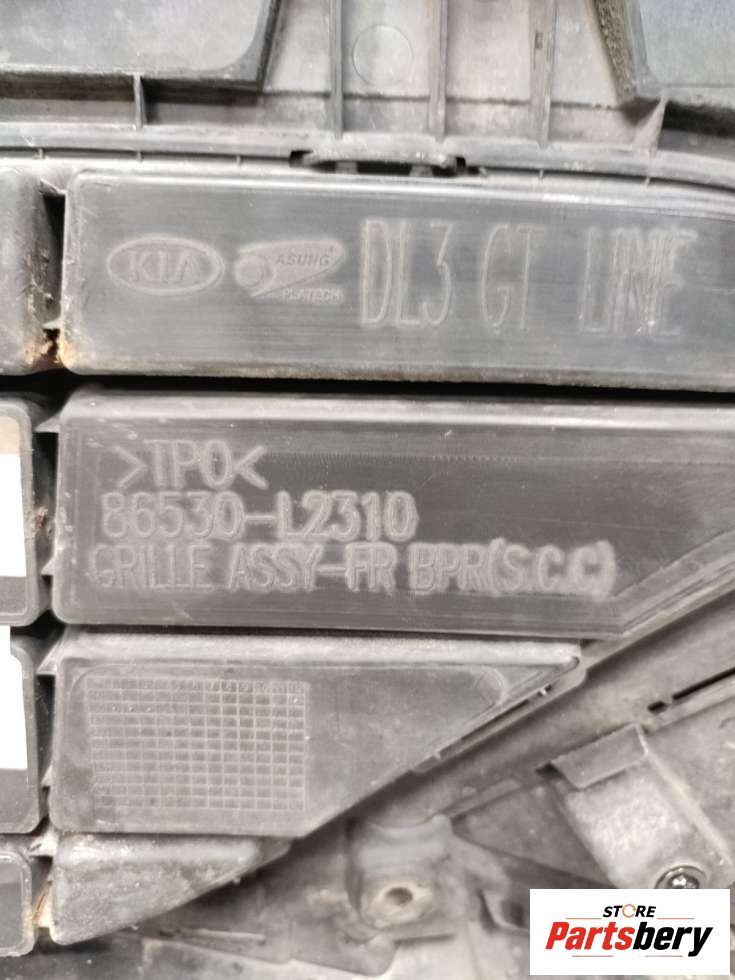 KIA
ASUNG
PLATECH
DL3 GT LINE
>TPO<
86530-L2310
GRILLE ASSY-FR BPR(S.C.C)
STORE
Partsbery